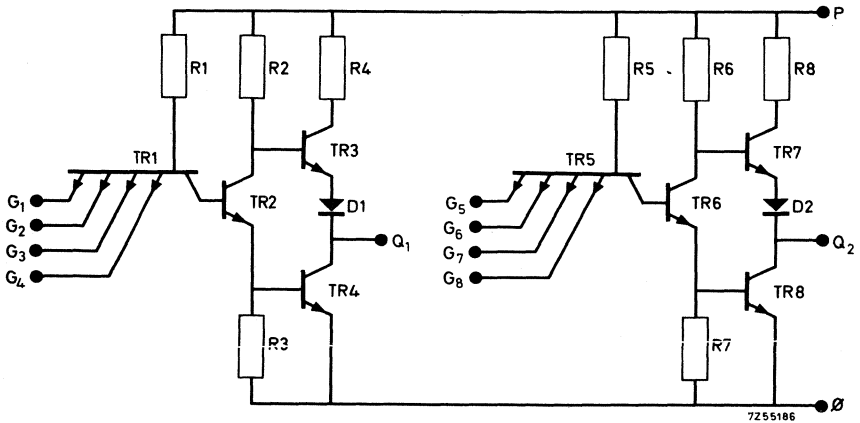 P
R1 R2 R4 R5 R6 R8
TR1 TR3 TR5 TR7
G₁ TR2 D1 G₅ TR6 D2
G₂ G₆
G₃ Q₁ G₇ Q₂
G₄ TR4 G₈ TR8
R3 R7
Ø
7Z55186